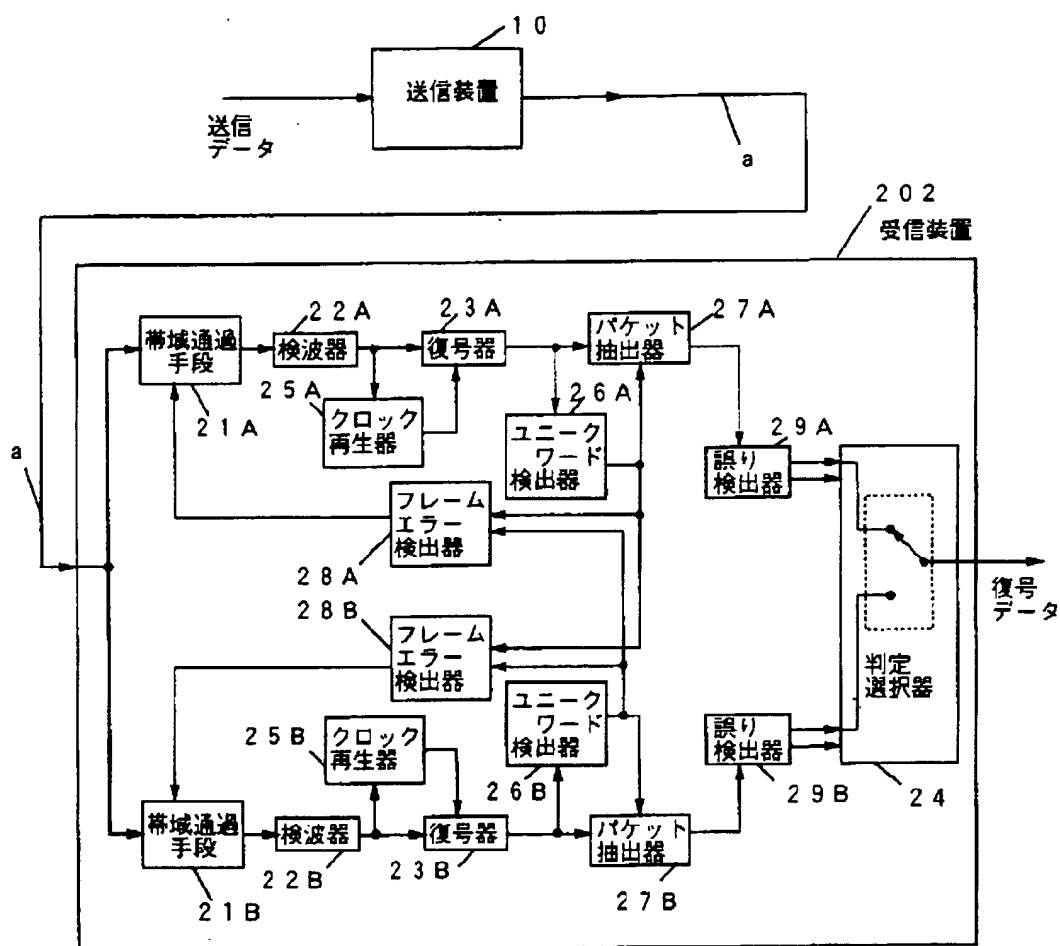 10
送信装置
送信
データ
a
202
受信装置
22A
23A
27A
帯域通過
手段
検波器
復号器
パケット
抽出器
25A
26A
21A
クロック
再生器
ユニーク
ワード
検出器
29A
a
誤り
検出器
フレーム
エラー
検出器
28A
復号
データ
28B
フレーム
エラー
検出器
判定
選択器
ユニーク
ワード
検出器
25B
クロック
再生器
誤り
検出器
26B
29B
24
帯域通過
手段
検波器
復号器
パケット
抽出器
22B
23B
21B
27B